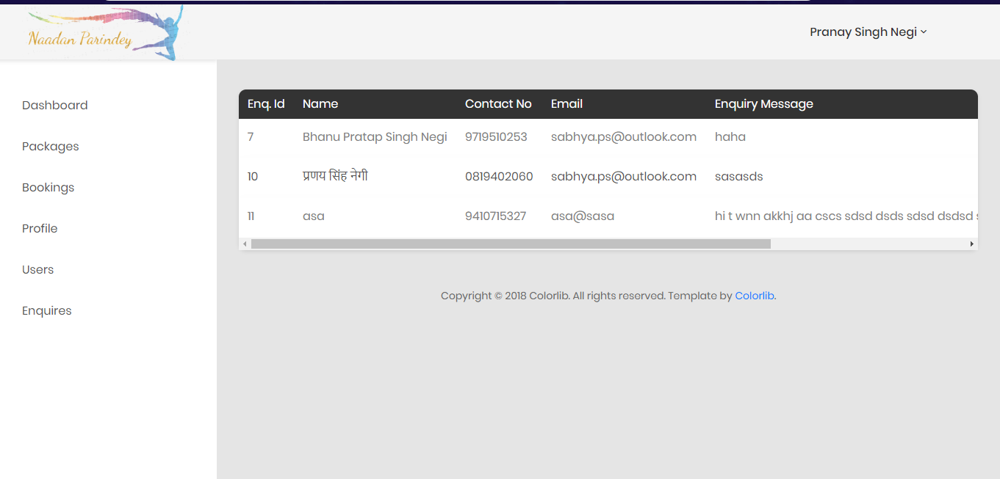 Naadan Parindey
Pranay Singh Negi
Dashboard
Packages
Bookings
Profile
Users
Enquires
Enq. Id Name Contact No Email Enquiry Message
7 Bhanu Pratap Singh Negi 9719510253 sabhya.ps@outlook.com haha
10 प्रणय सिंह नेगी 0819402060 sabhya.ps@outlook.com sasasds
11 asa 9410715327 asa@sasa hi t wnn akkhj aa cscs sdsd dsds sdsd dsdsd
Copyright © 2018 Colorlib. All rights reserved. Template by Colorlib.